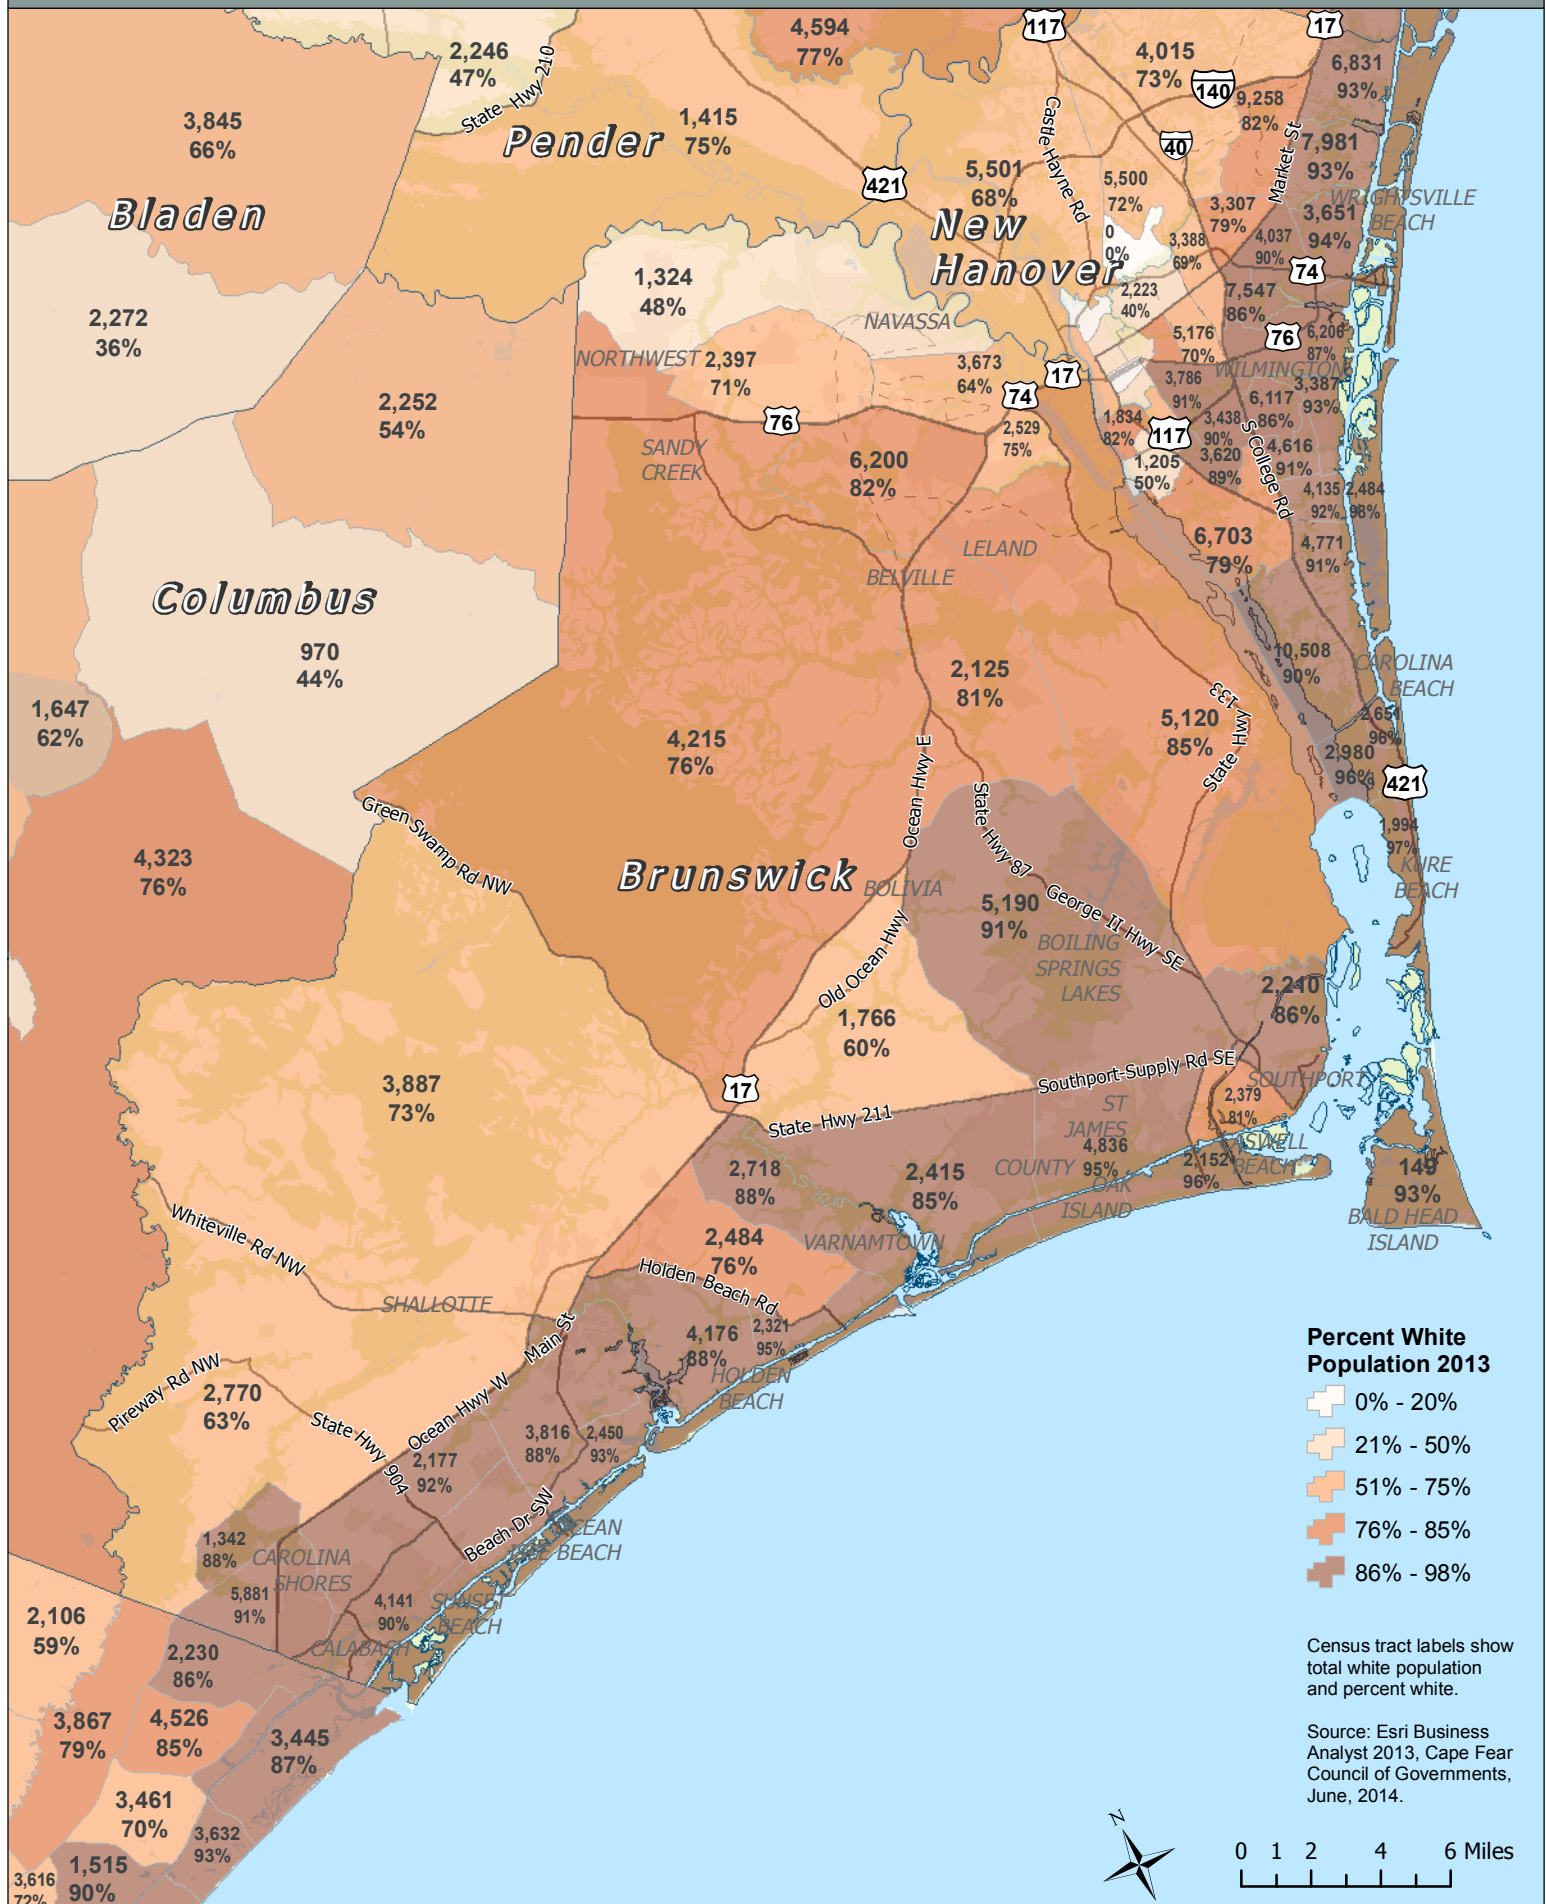 4,594
77%
117
17
2,246
47%
State Hwy 210
4,015
73%
6,831
93%
140
3,845
66%
9,258
82%
1,415
75%
Pender
Castle Hayne Rd
40
Market St
7,981
93%
421
5,501
68%
5,500
72%
Bladen
3,307
79%
WRIGHTSVILLE
BEACH
3,651
94%
New
Hanover
0
0%
3,388
69%
4,037
90%
74
1,324
48%
2,223
40%
7,547
86%
2,272
36%
NAVASSA
5,176
70%
76
6,206
87%
NORTHWEST
2,397
71%
3,673
64%
17
WILMINGTON
3,786
91%
3,387
93%
2,252
54%
74
6,117
86%
76
2,529
75%
1,834
82%
117
3,438
90%
S College Rd
SANDY
CREEK
6,200
82%
1,205
50%
3,620
89%
4,616
91%
4,135
92%
2,484
98%
LELAND
6,703
79%
4,771
91%
BELVILLE
Columbus
970
44%
10,508
90%
CAROLINA
BEACH
2,125
81%
1,647
62%
State Hwy 133
5,120
85%
2,651
96%
4,215
76%
Ocean Hwy E
2,980
96%
421
Green Swamp Rd NW
State Hwy 87
1,994
97%
4,323
76%
KURE
BEACH
Brunswick
BOLIVIA
5,190
91%
George II Hwy SE
BOILING
SPRINGS
LAKES
Old Ocean Hwy
1,766
60%
2,210
86%
3,887
73%
17
Southport-Supply Rd SE
SOUTHPORT
2,379
81%
State Hwy 211
ST
JAMES
2,718
88%
2,415
85%
COUNTY
4,836
95%
2,152
96%
ASWELL
BEACH
149
93%
OAK
ISLAND
BALD HEAD
ISLAND
Whiteville Rd NW
2,484
76%
VARNAMTOWN
Holden Beach Rd
SHALLOTTE
Main St
4,176
88%
2,321
95%
HOLDEN
BEACH
Percent White
Population 2013
0% - 20%
21% - 50%
51% - 75%
76% - 85%
86% - 98%
Pireway Rd NW
2,770
63%
State Hwy 904
Ocean Hwy W
2,177
92%
3,816
88%
2,450
93%
Beach Dr SW
OCEAN
ISLE BEACH
1,342
88%
CAROLINA
SHORES
5,881
91%
4,141
90%
SUNSET
BEACH
CALABASH
2,106
59%
2,230
86%
3,867
79%
4,526
85%
3,445
87%
3,461
70%
3,632
93%
3,616
72%
1,515
90%
Census tract labels show
total white population
and percent white.
Source: Esri Business
Analyst 2013, Cape Fear
Council of Governments,
June, 2014.
N
0 1 2 4 6 Miles